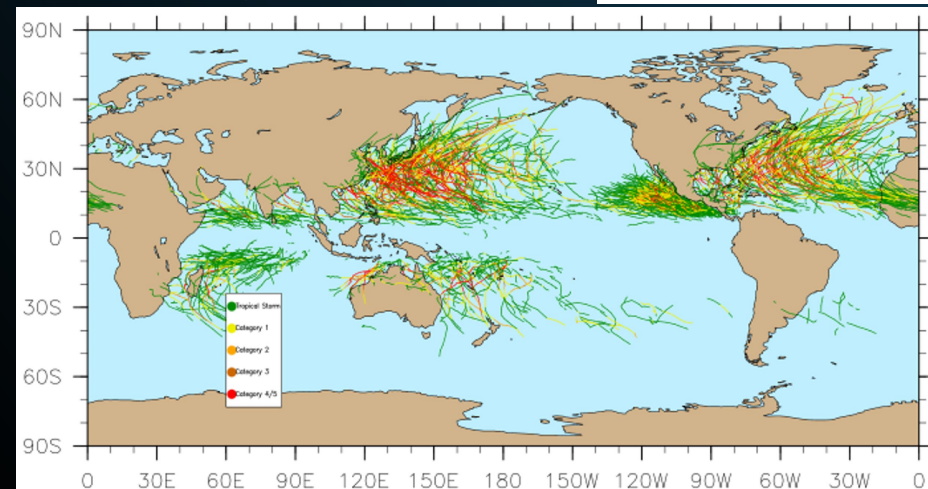 90N
60N
30N
0
30S
60S
90S
Tropical Storm
Category 1
Category 2
Category 3
Category 4/5
0 30E 60E 90E 120E 150E 180 150W 120W 90W 60W 30W 0